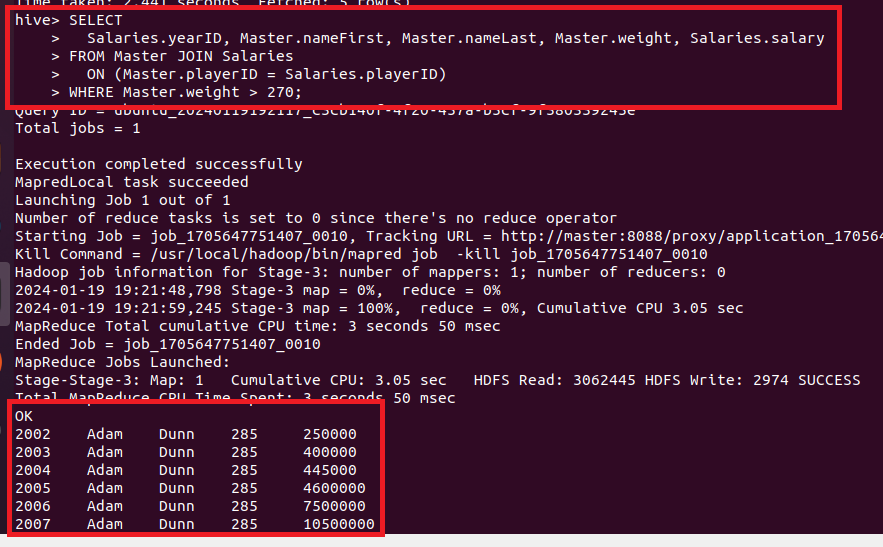 Time taken: 2.441 seconds, Fetched: 5 row(s)
hive> SELECT
    >   Salaries.yearID, Master.nameFirst, Master.nameLast, Master.weight, Salaries.salary
    > FROM Master JOIN Salaries
    >   ON (Master.playerID = Salaries.playerID)
    > WHERE Master.weight > 270;
Query ID =
Total jobs = 1
Execution completed successfully
MapredLocal task succeeded
Launching Job 1 out of 1
Number of reduce tasks is set to 0 since there's no reduce operator
Starting Job = job_1705647751407_0010, Tracking URL = http://master:8088/proxy/application_17056
Kill Command = /usr/local/hadoop/bin/mapred job  -kill job_1705647751407_0010
Hadoop job information for Stage-3: number of mappers: 1; number of reducers: 0
2024-01-19 19:21:48,798 Stage-3 map = 0%,  reduce = 0%
2024-01-19 19:21:59,245 Stage-3 map = 100%,  reduce = 0%, Cumulative CPU 3.05 sec
MapReduce Total cumulative CPU time: 3 seconds 50 msec
Ended Job = job_1705647751407_0010
MapReduce Jobs Launched:
Stage-Stage-3: Map: 1   Cumulative CPU: 3.05 sec   HDFS Read: 3062445 HDFS Write: 2974 SUCCESS
Total MapReduce CPU Time Spent: 3 seconds 50 msec
OK
2002	Adam	Dunn	285	250000
2003	Adam	Dunn	285	400000
2004	Adam	Dunn	285	445000
2005	Adam	Dunn	285	4600000
2006	Adam	Dunn	285	7500000
2007	Adam	Dunn	285	10500000